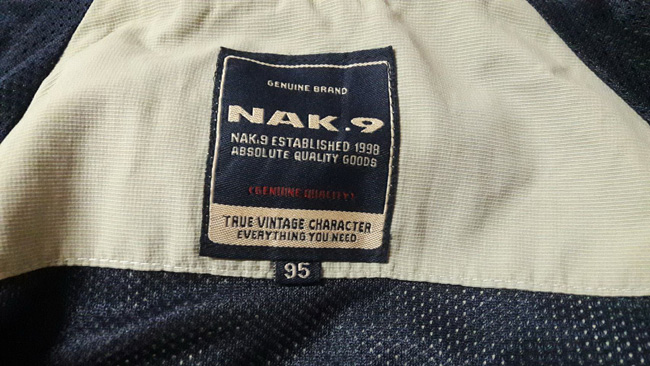 GENUINE BRAND
NAK.9
NAK.9 ESTABLISHED 1998
ABSOLUTE QUALITY GOODS
(GENUINE QUALITY)
TRUE VINTAGE CHARACTER
EVERYTHING YOU NEED
95